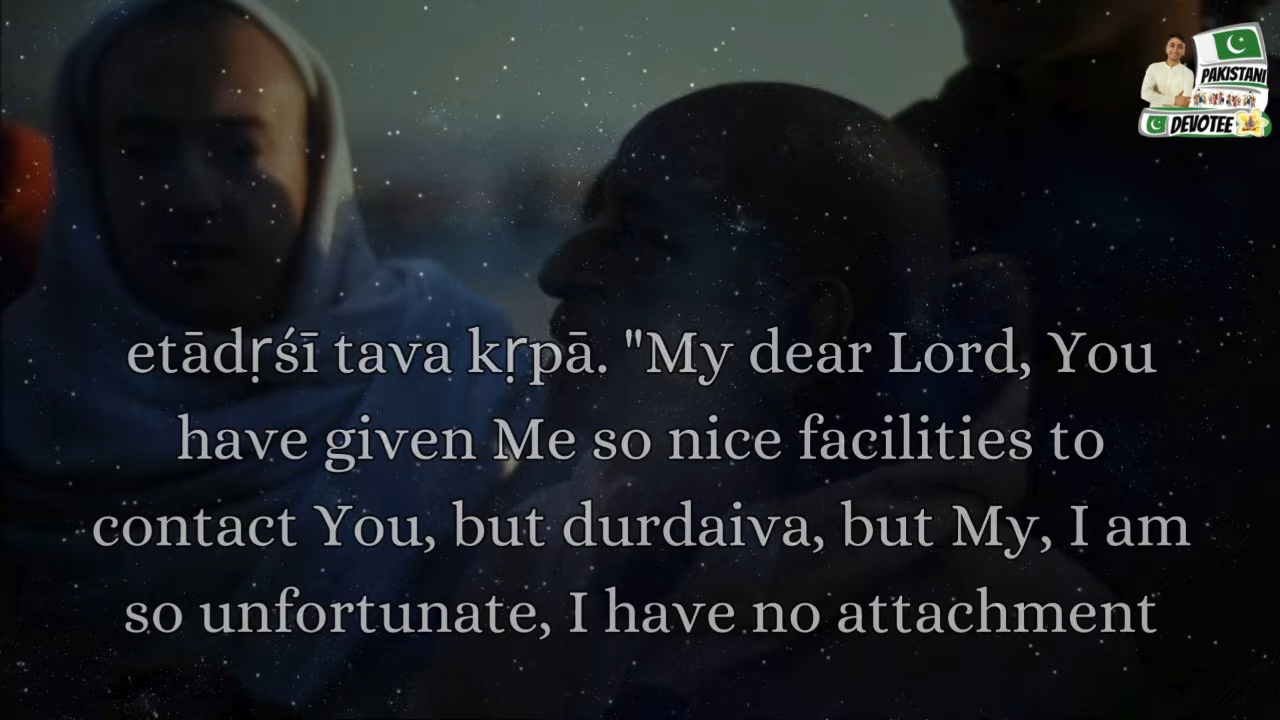 PAKISTANI
DEVOTEE
etādṛśī tava kṛpā. "My dear Lord, You
have given Me so nice facilities to
contact You, but durdaiva, but My, I am
so unfortunate, I have no attachment